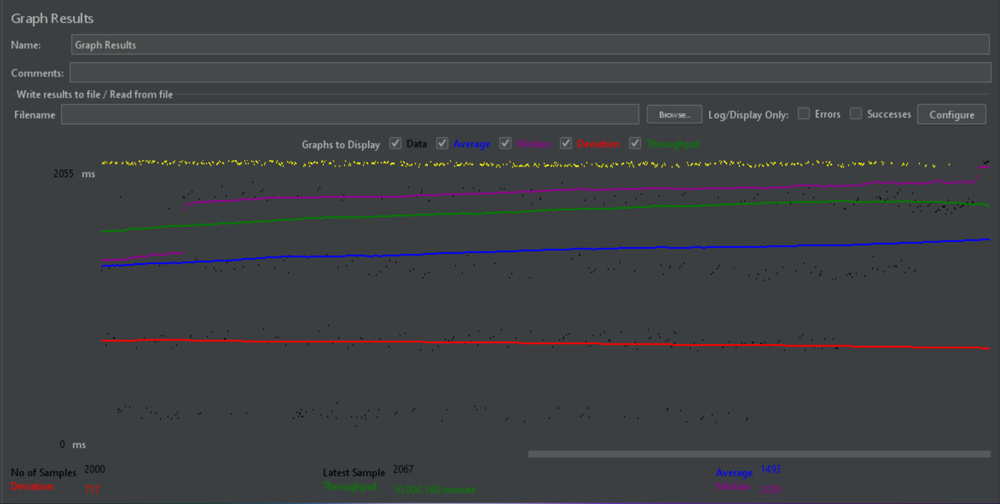 Graph Results
Name: Graph Results
Comments:
Write results to file / Read from file
Filename Browse... Log/Display Only: Errors Successes Configure
Graphs to Display Data Average Median Deviation Throughput
2055 ms
0 ms
No of Samples 2000 Latest Sample 2067 Average 1493
Deviation 717 Throughput 10,004.168/minute Median 2009